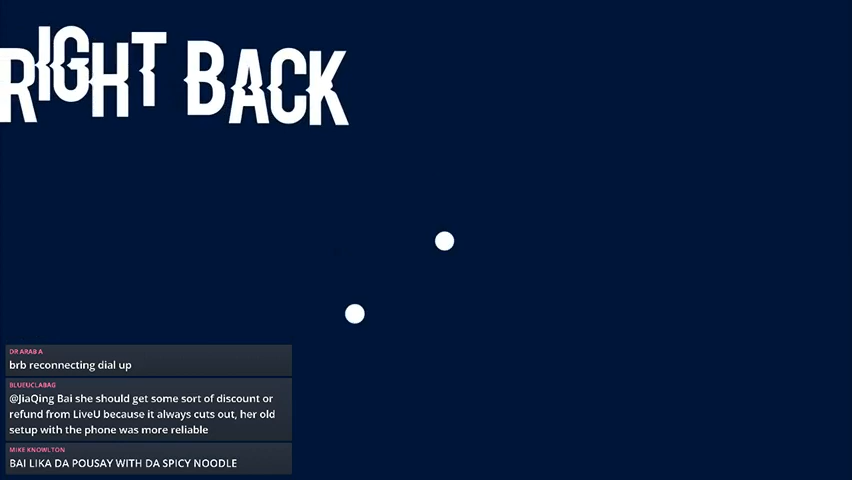 RIGHT BACK
DR ARABIA
brb reconnecting dial up
BLUEUCLABAG
@JiaQing Bai she should get some sort of discount or
refund from LiveU because it always cuts out, her old
setup with the phone was more reliable
MIKE KNOWLTON
BAI LIKA DA POUSAY WITH DA SPICY NOODLE